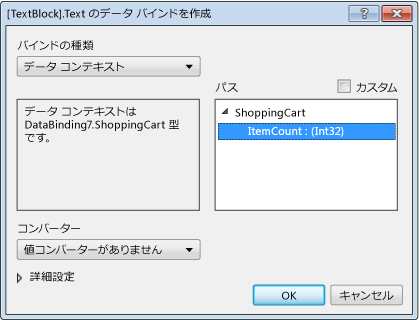 [TextBlock].Text のデータ バインドを作成
バインドの種類
データ コンテキスト
パス
カスタム
データ コンテキストは
DataBinding7.ShoppingCart 型
です。
ShoppingCart
ItemCount : (Int32)
コンバーター
値コンバーターがありません
詳細設定
OK
キャンセル